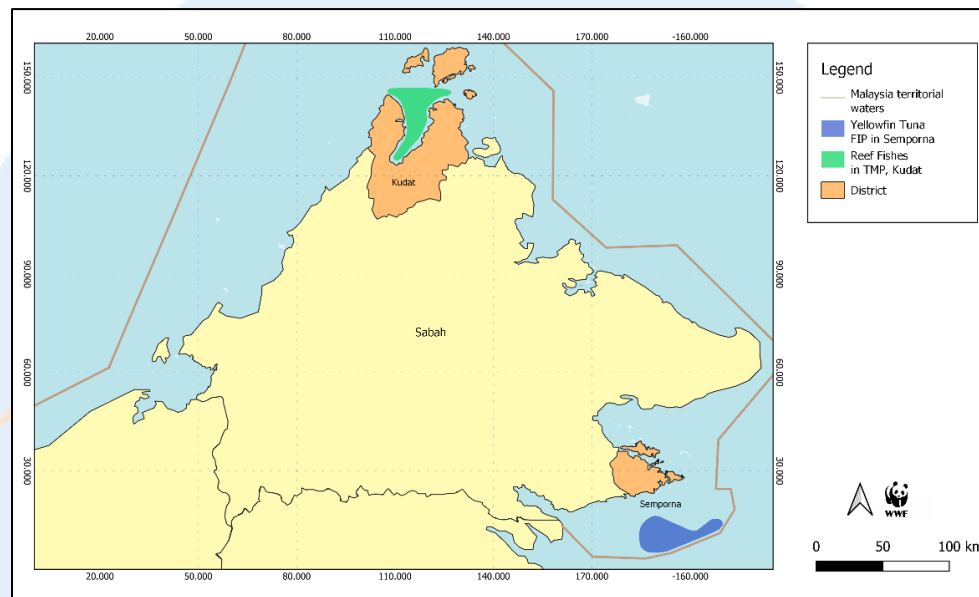 20.000 50.000 80.000 110.000 140.000 170.000 -160.000
150.000 150.000
120.000 120.000
Kudat
90.000 90.000
Sabah
60.000 60.000
30.000 30.000
Semporna
20.000 50.000 80.000 110.000 140.000 170.000 -160.000
Legend
Malaysia territorial
waters
Yellowfin Tuna
FIP in Semporna
Reef Fishes
in TMP, Kudat
District
WWF
0 50 100 km